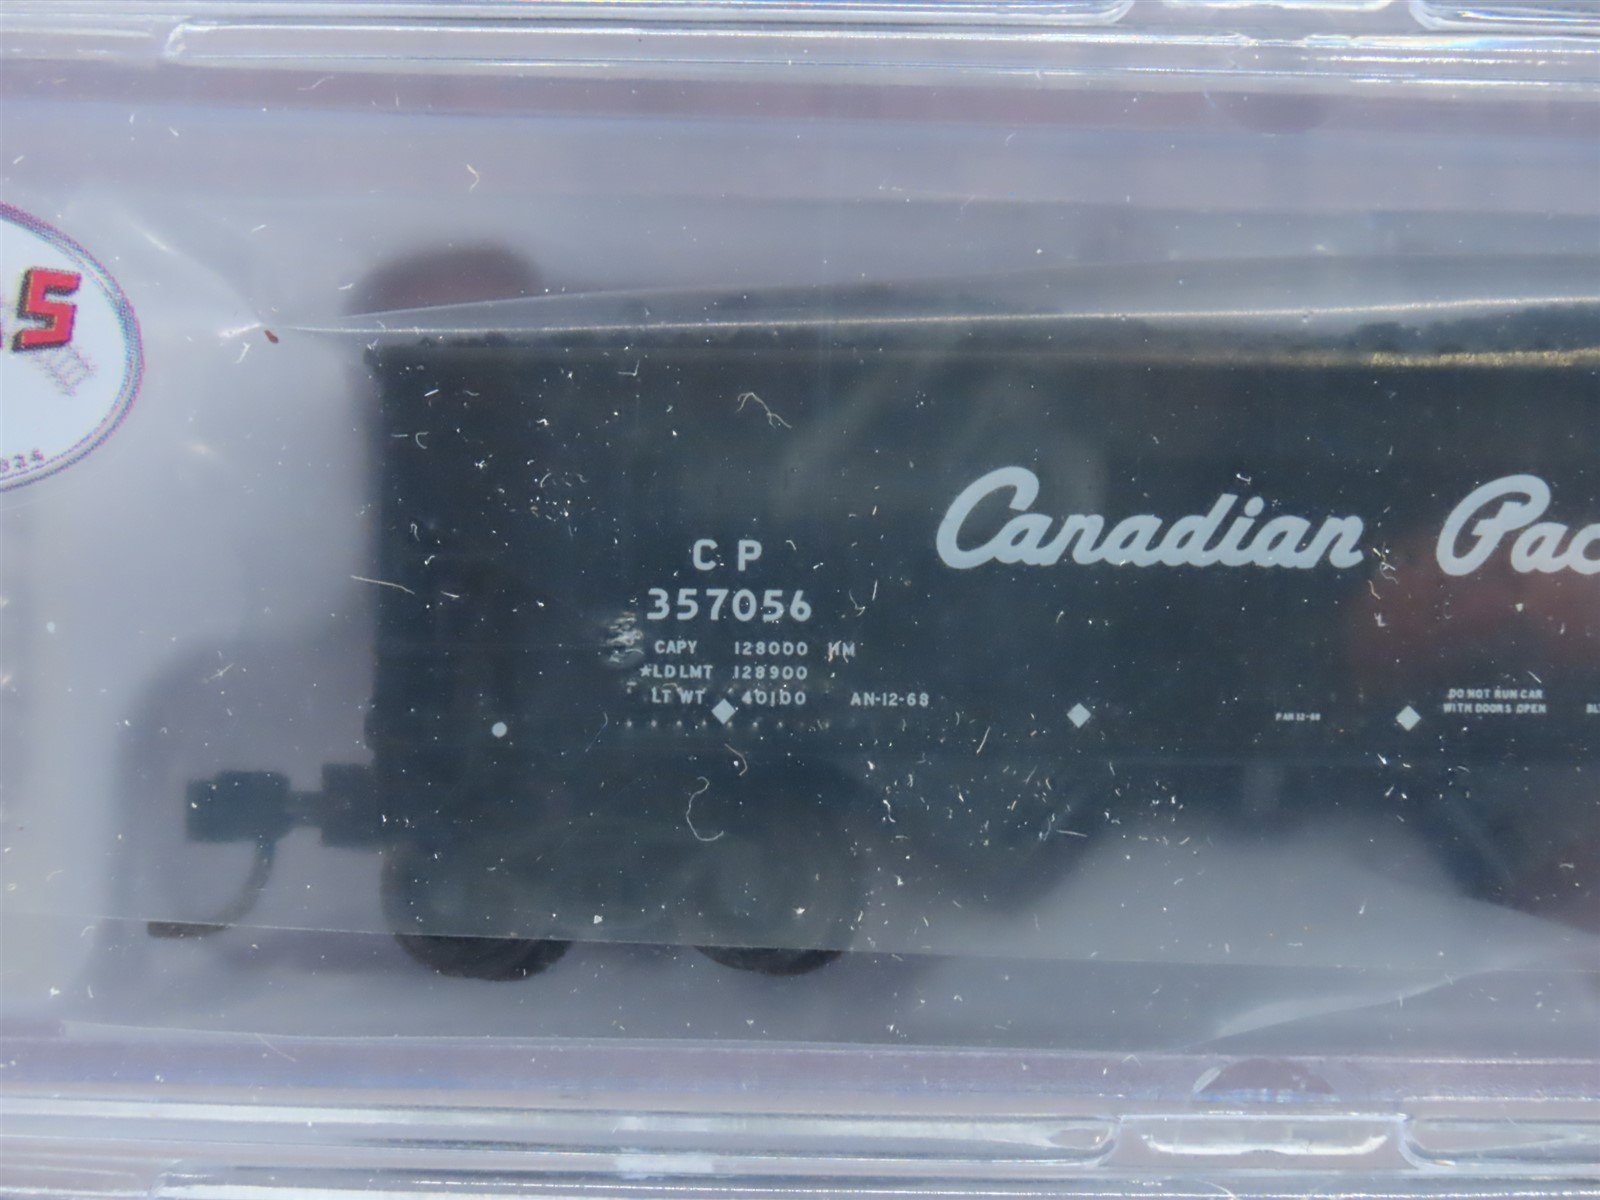 S
Canadian Pac
C P
357056
CAPY 128000 HM
★LD LMT 128900
LT WT 40100 AN-12-68
DO NOT RUN CAR
WITH DOORS OPEN